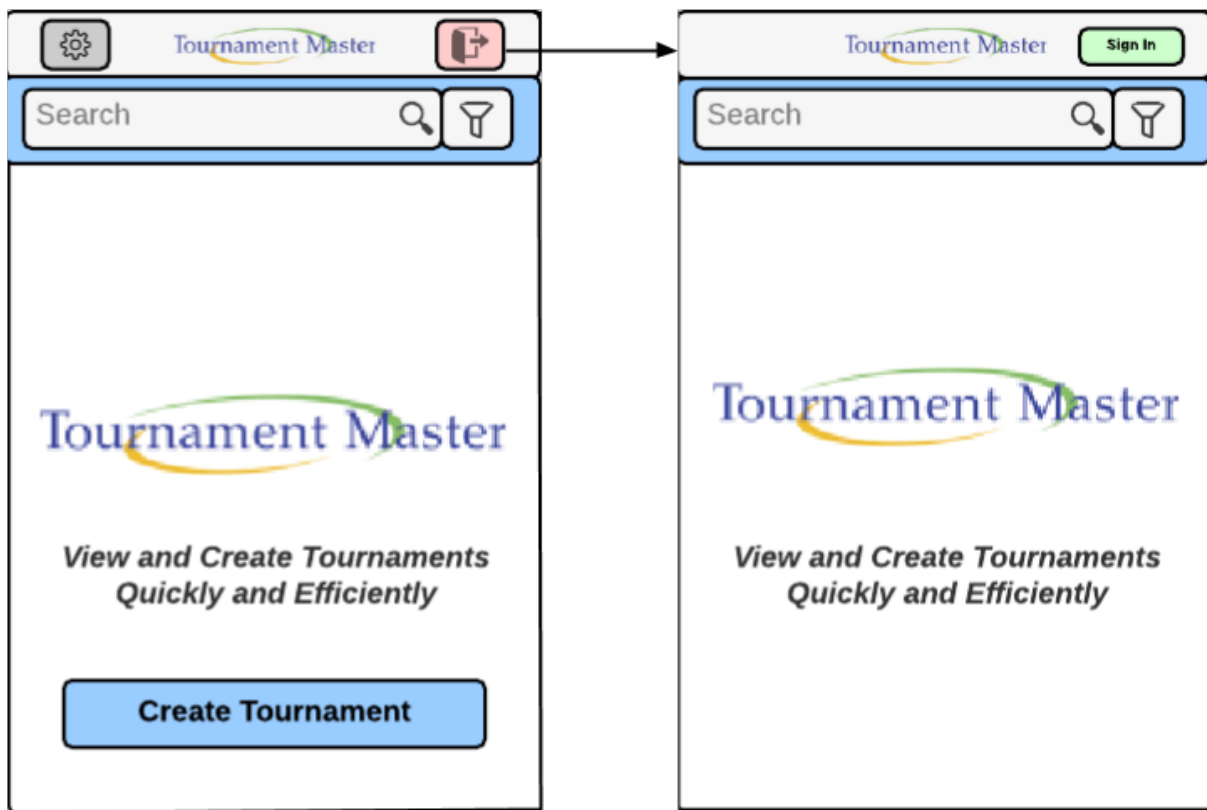 Tournament Master
Search
Tournament Master
View and Create Tournaments
Quickly and Efficiently
Create Tournament
Tournament Master
Sign In
Search
Tournament Master
View and Create Tournaments
Quickly and Efficiently